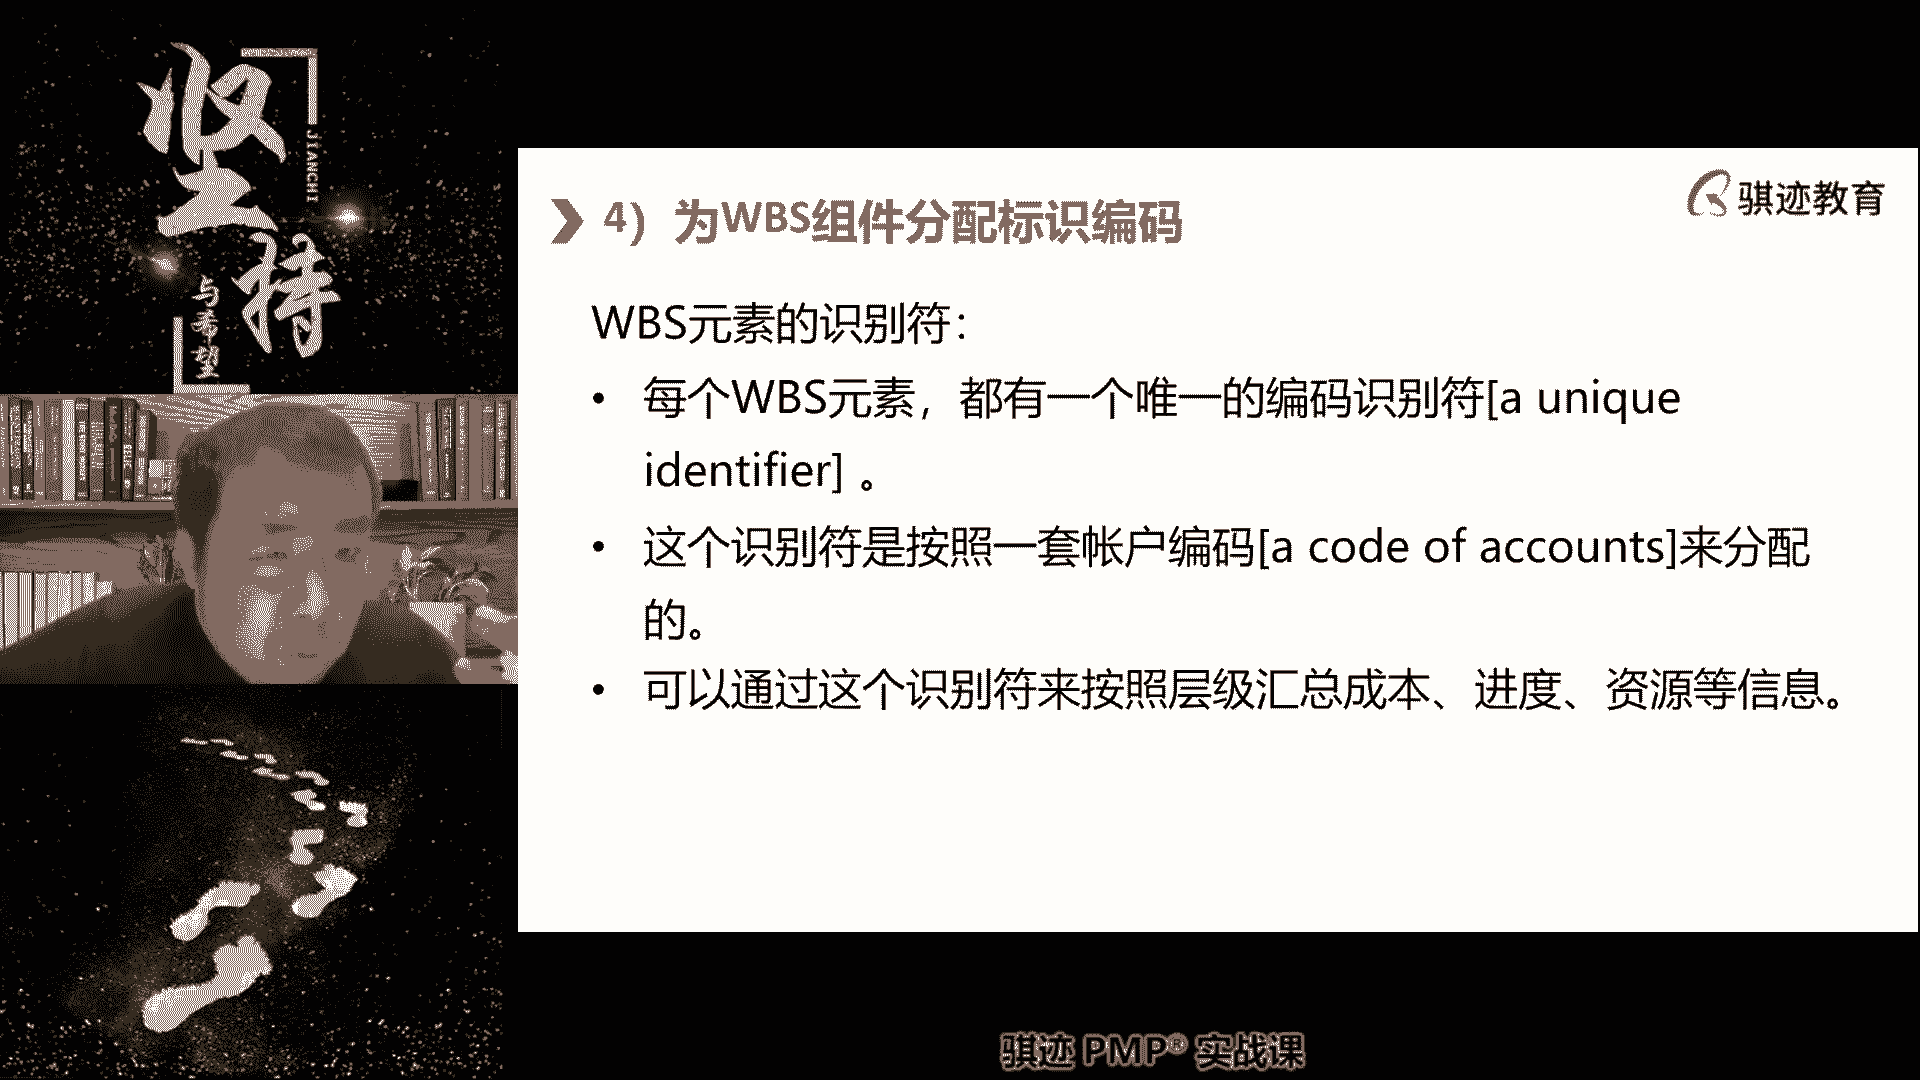 坚持
JIANCHI
与希望
骐迹教育
4）为WBS组件分配标识编码
WBS元素的识别符：
• 每个WBS元素，都有一个唯一的编码识别符[a unique
identifier] 。
• 这个识别符是按照一套帐户编码[a code of accounts]来分配
的。
• 可以通过这个识别符来按照层级汇总成本、进度、资源等信息。
骐迹 PMP® 实战课